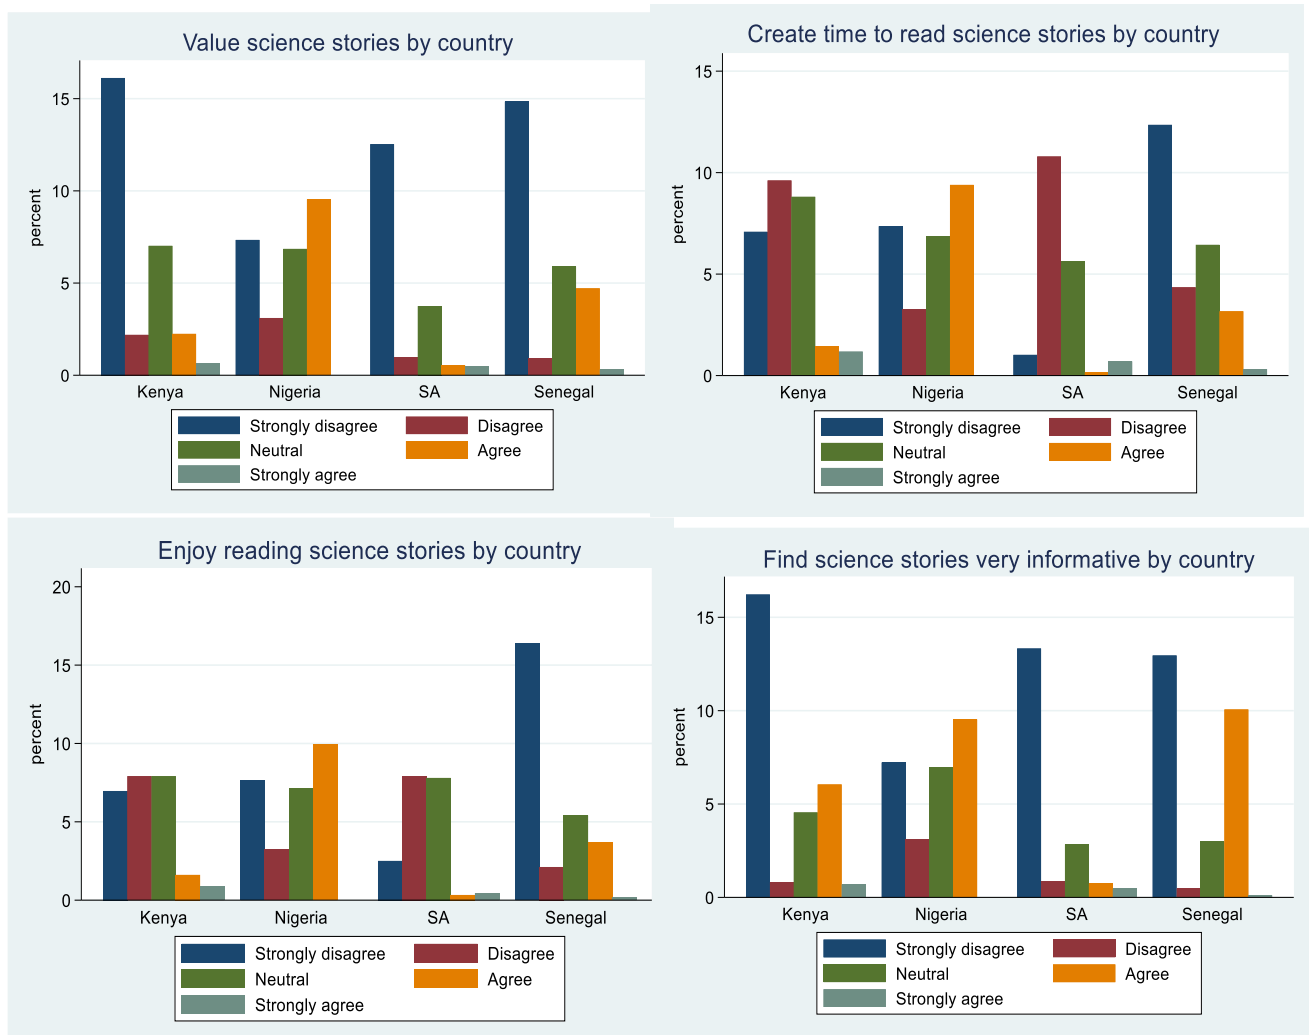 Value science stories by country
percent
15
10
5
0
Kenya Nigeria SA Senegal
Strongly disagree Disagree
Neutral Agree
Strongly agree
Create time to read science stories by country
percent
15
10
5
0
Kenya Nigeria SA Senegal
Strongly disagree Disagree
Neutral Agree
Strongly agree
Enjoy reading science stories by country
percent
20
15
10
5
0
Kenya Nigeria SA Senegal
Strongly disagree Disagree
Neutral Agree
Strongly agree
Find science stories very informative by country
percent
15
10
5
0
Kenya Nigeria SA Senegal
Strongly disagree Disagree
Neutral Agree
Strongly agree